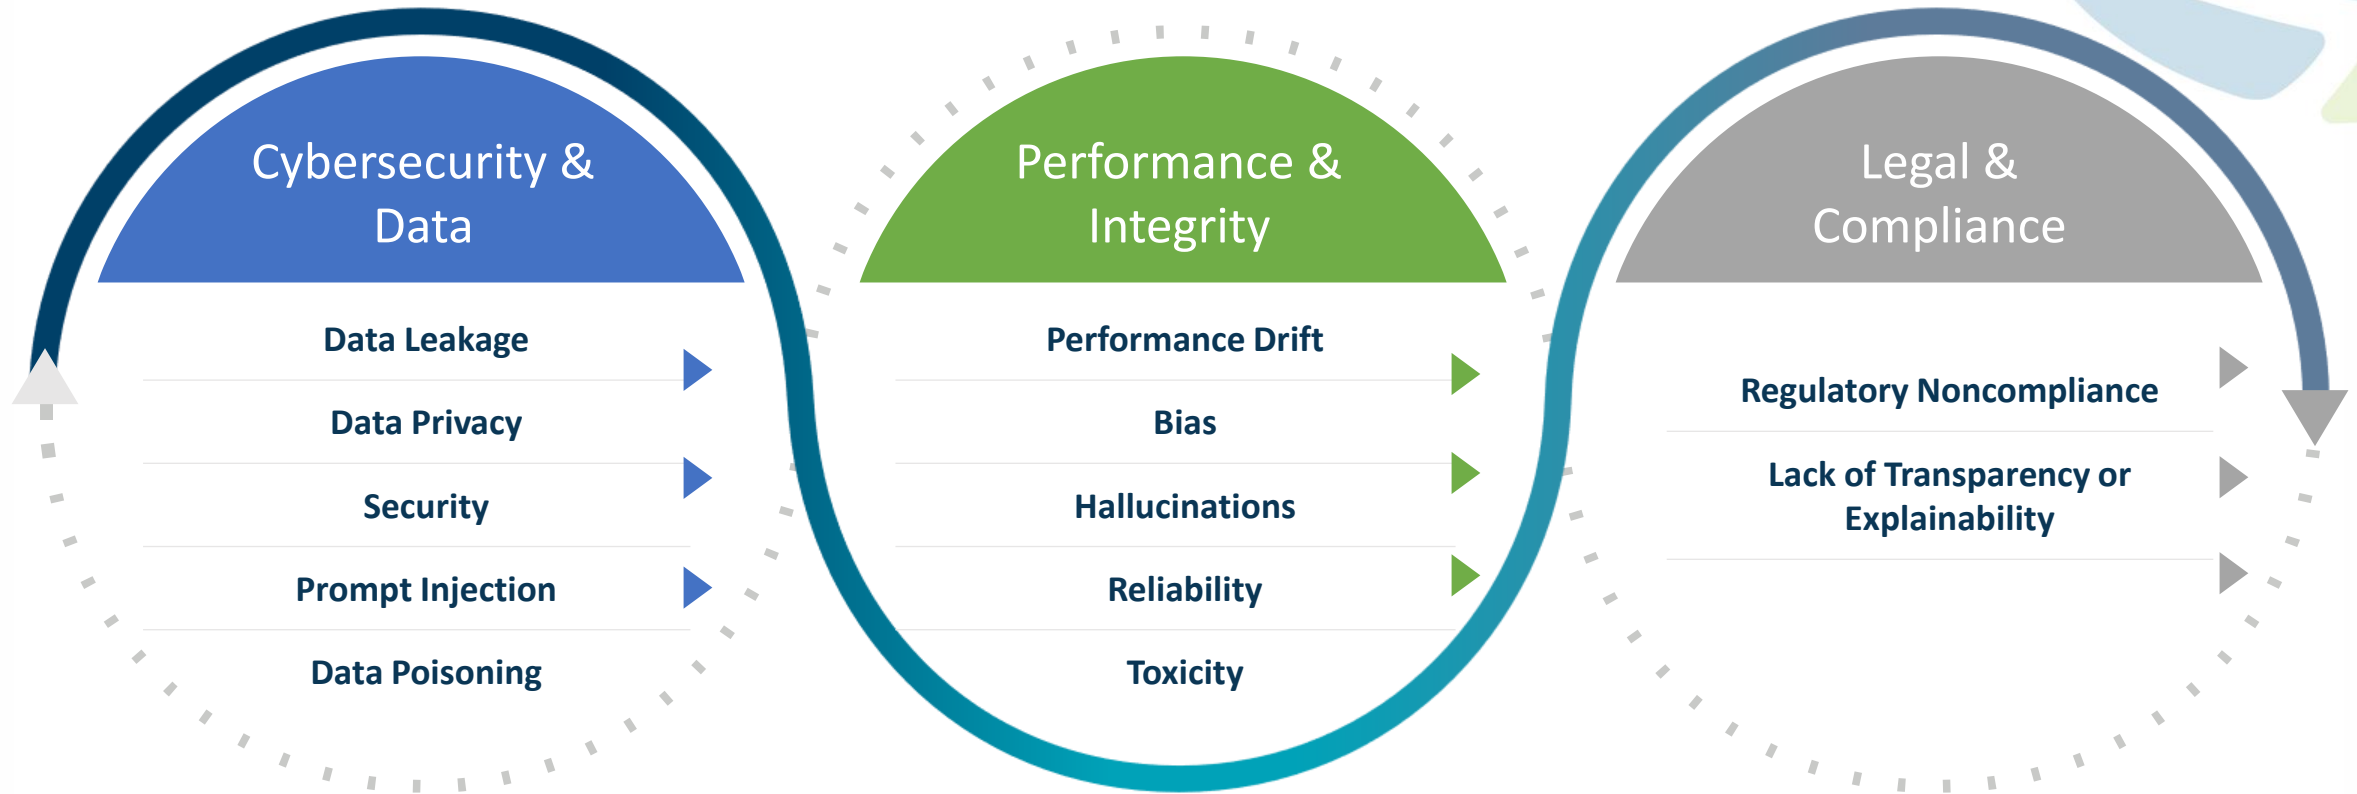 Cybersecurity &
Data
Data Leakage
Data Privacy
Security
Prompt Injection
Data Poisoning
Performance &
Integrity
Performance Drift
Bias
Hallucinations
Reliability
Toxicity
Legal &
Compliance
Regulatory Noncompliance
Lack of Transparency or
Explainability